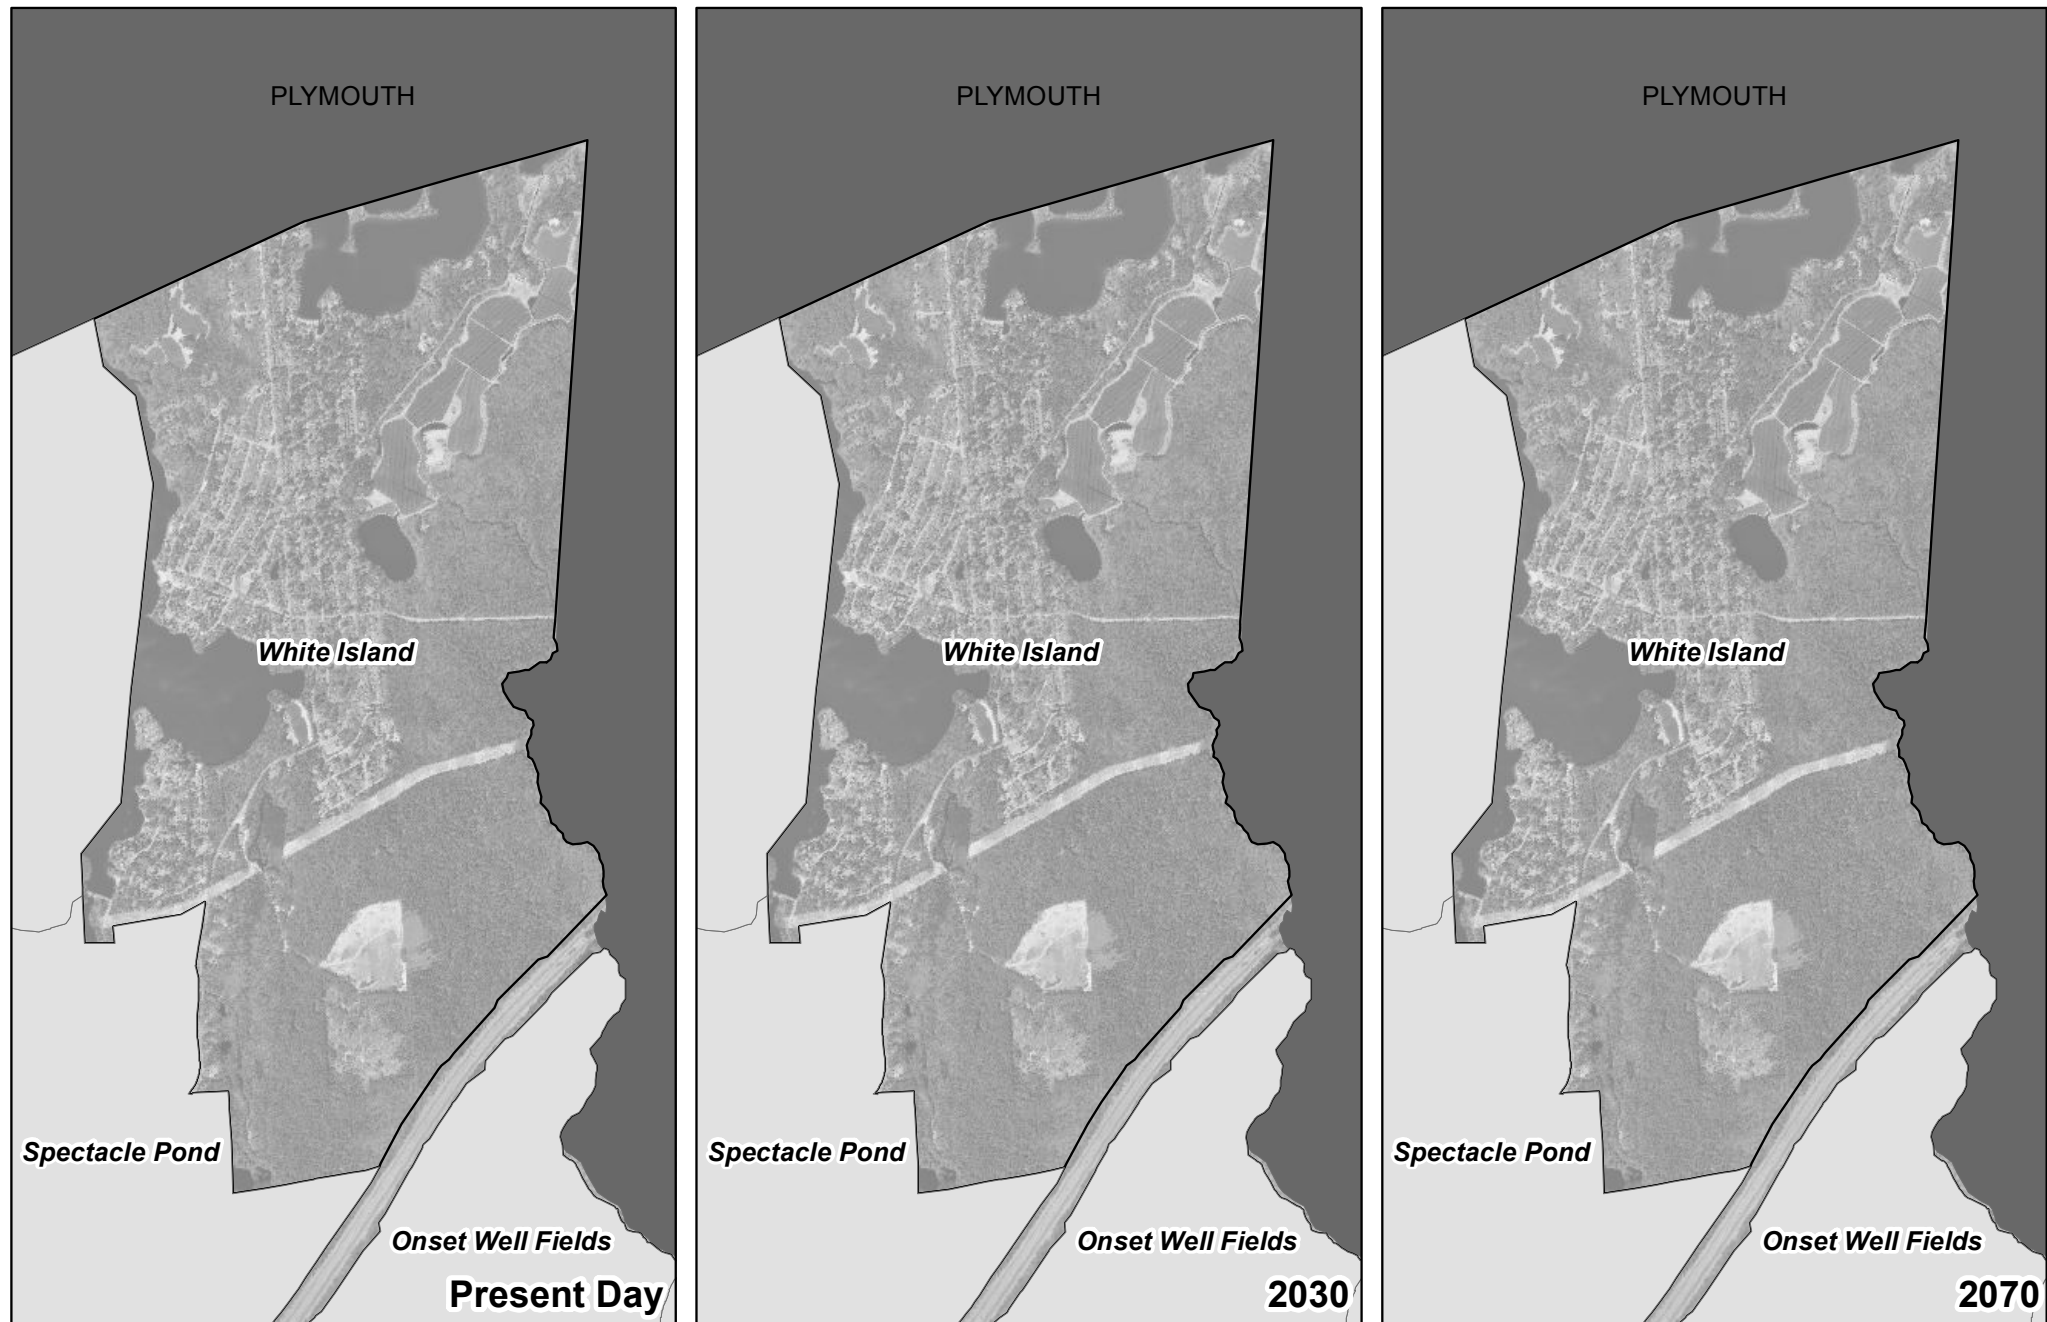 PLYMOUTH
White Island
Spectacle Pond
Onset Well Fields
Present Day
PLYMOUTH
White Island
Spectacle Pond
Onset Well Fields
2030
PLYMOUTH
White Island
Spectacle Pond
Onset Well Fields
2070